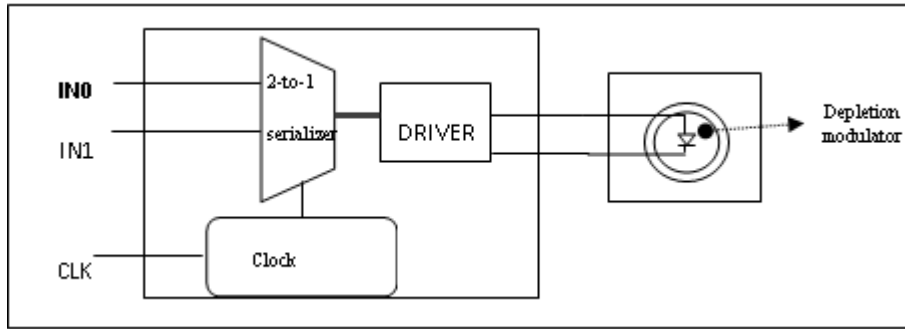 IN0
2-to-1
serializer
IN1
DRIVER
Depletion
modulator
CLK
Clock